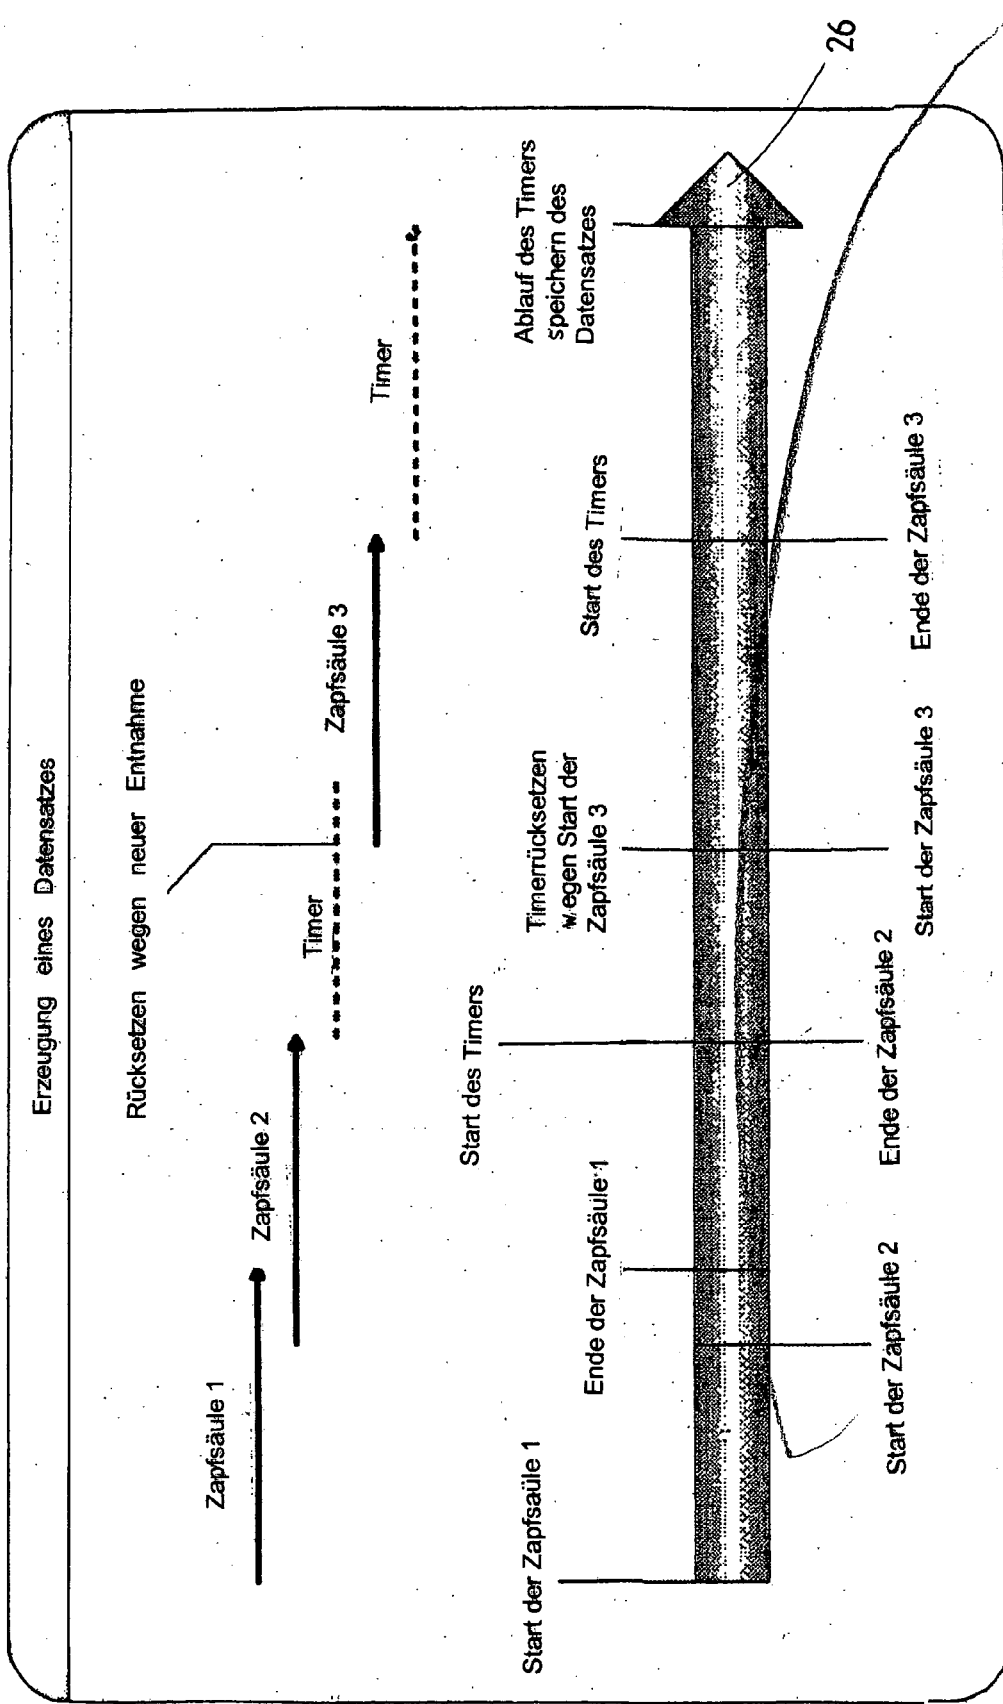 Erzeugung eines Datensatzes
Rücksetzen wegen neuer Entnahme
Zapfsäule 1
Zapfsäule 2
Timer
Zapfsäule 3
Timer
Start der Zapfsaüle 1
Ende der Zapfsäule 1
Start des Timers
Timerrücksetzen
wegen Start der
Zapfsäule 3
Start des Timers
Ablauf des Timers
speichern des
Datensatzes
26
Start der Zapfsäule 2
Ende der Zapfsäule 2
Start der Zapfsäule 3
Ende der Zapfsäule 3